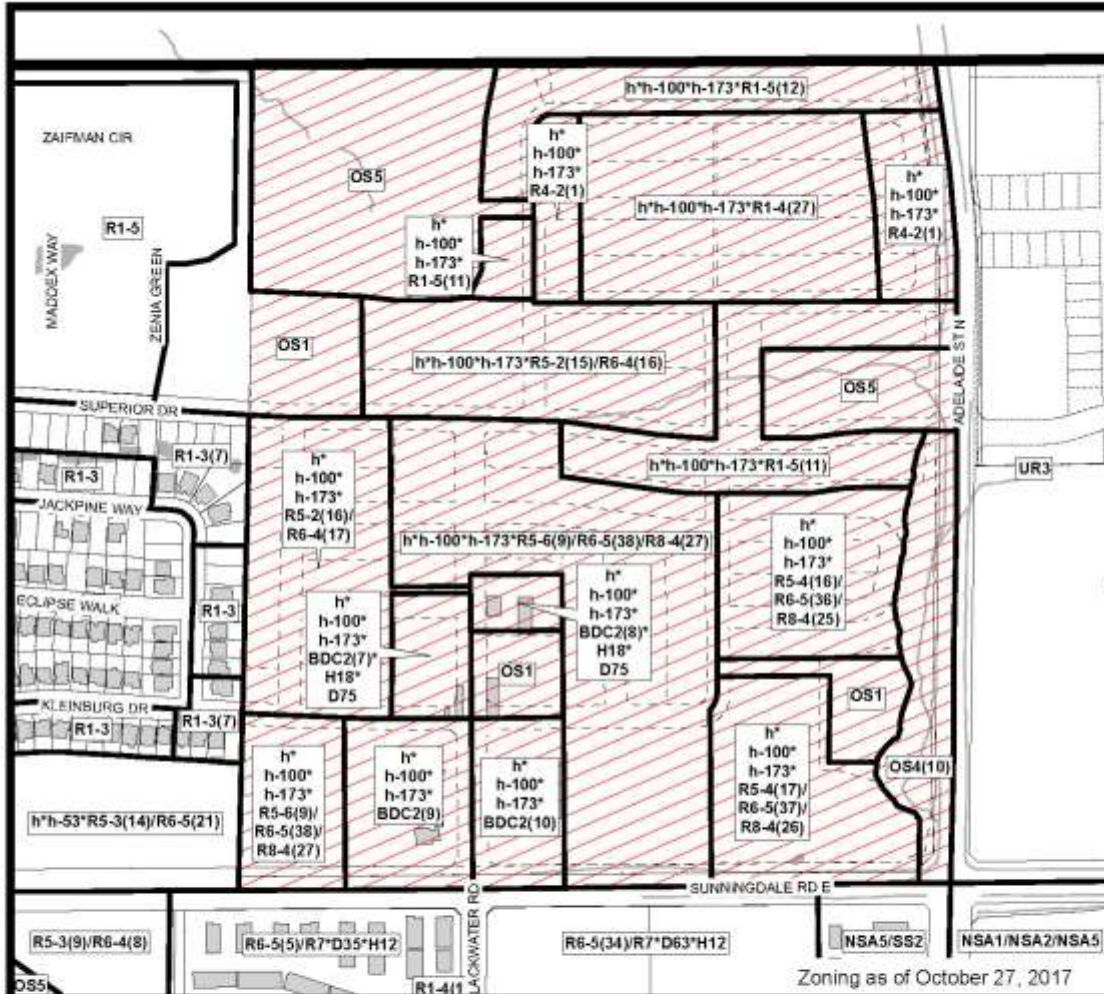 h*h-100*h-173*R1-5(12)
ZAIFMAN CIR
h*
h-100*
h-173*
R4-2(1)
OS5
h*
h-100*
h-173*
R4-2(1)
h*h-100*h-173*R1-4(27)
R1-5
h*
h-100*
h-173*
R1-5(11)
MADDEX WAY
ZENIA GREEN
ADELAIDE ST N
OS1
h*h-100*h-173*R5-2(15)/R6-4(16)
OS5
SUPERIOR DR
R1-3(7)
h*
h-100*
h-173*
R5-2(16)/
R6-4(17)
h*h-100*h-173*R1-5(11)
UR3
R1-3
JACKPINE WAY
h*h-100*h-173*R5-6(9)/R6-5(38)/R8-4(27)
h*
h-100*
h-173*
R5-4(16)/
R6-5(36)/
R8-4(25)
ECLIPSE WALK
R1-3
h*
h-100*
h-173*
BDC2(7)*
H18*
D75
h*
h-100*
h-173*
BDC2(8)*
H18*
D75
OS1
OS1
KLEINBURG DR
R1-3
R1-3(7)
h*
h-100*
h-173*
R5-6(9)/
R6-5(38)/
R8-4(27)
h*
h-100*
h-173*
BDC2(9)
h*
h-100*
h-173*
BDC2(10)
h*
h-100*
h-173*
R5-4(17)/
R6-5(37)/
R8-4(26)
OS4(10)
h*h-53*R5-3(14)/R6-5(21)
SUNNINGDALE RD E
LACKWATER RD
R5-3(9)/R6-4(8)
R6-5(5)/R7*D35*H12
R6-5(34)/R7*D63*H12
NSA5/SS2
NSA1/NSA2/NSA5
OS5
R1-4(1
Zoning as of October 27, 2017